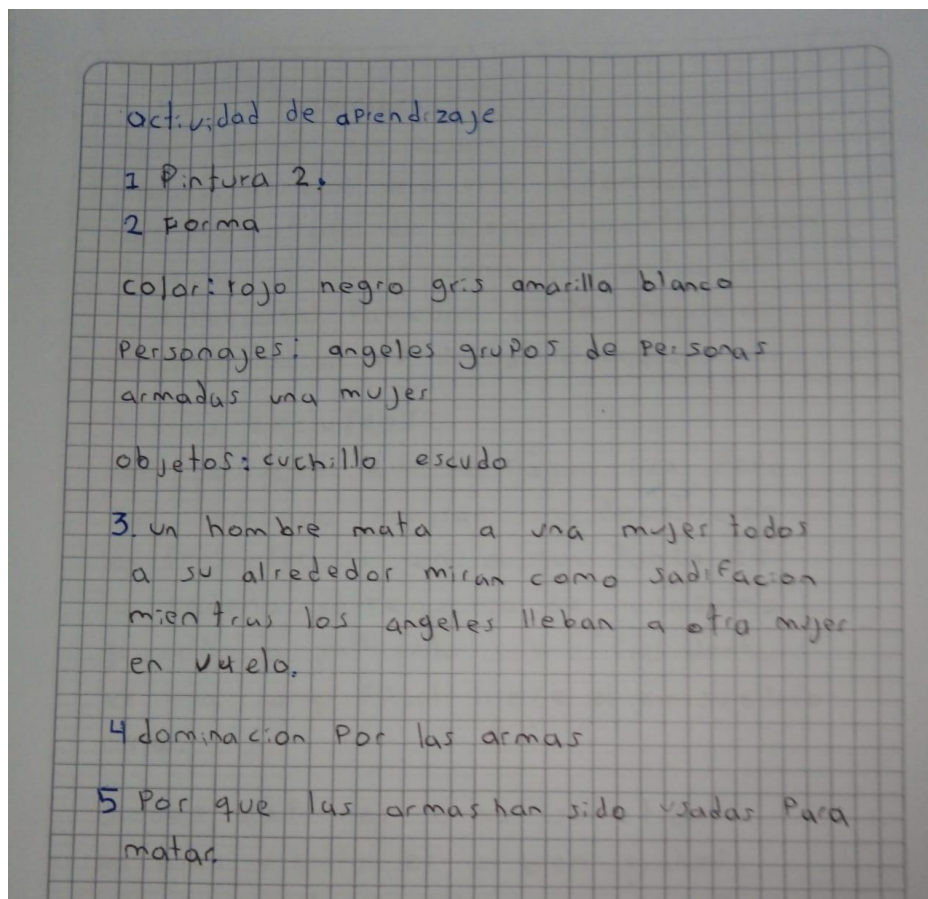 actividad de aprendizaje
1 Pintura 2.
2 Forma
color: rojo negro gris amarilla blanco
Personajes: angeles grupos de personas
armadas una mujer
objetos: cuchillo escudo
3. un hombre mata a una mujer todos
a su alrededor miran como sadifacion
mientras los angeles lleban a otra mujer
en vuelo.
4 dominacion Por las armas
5 Por que las armas han sido usadas Para
matar